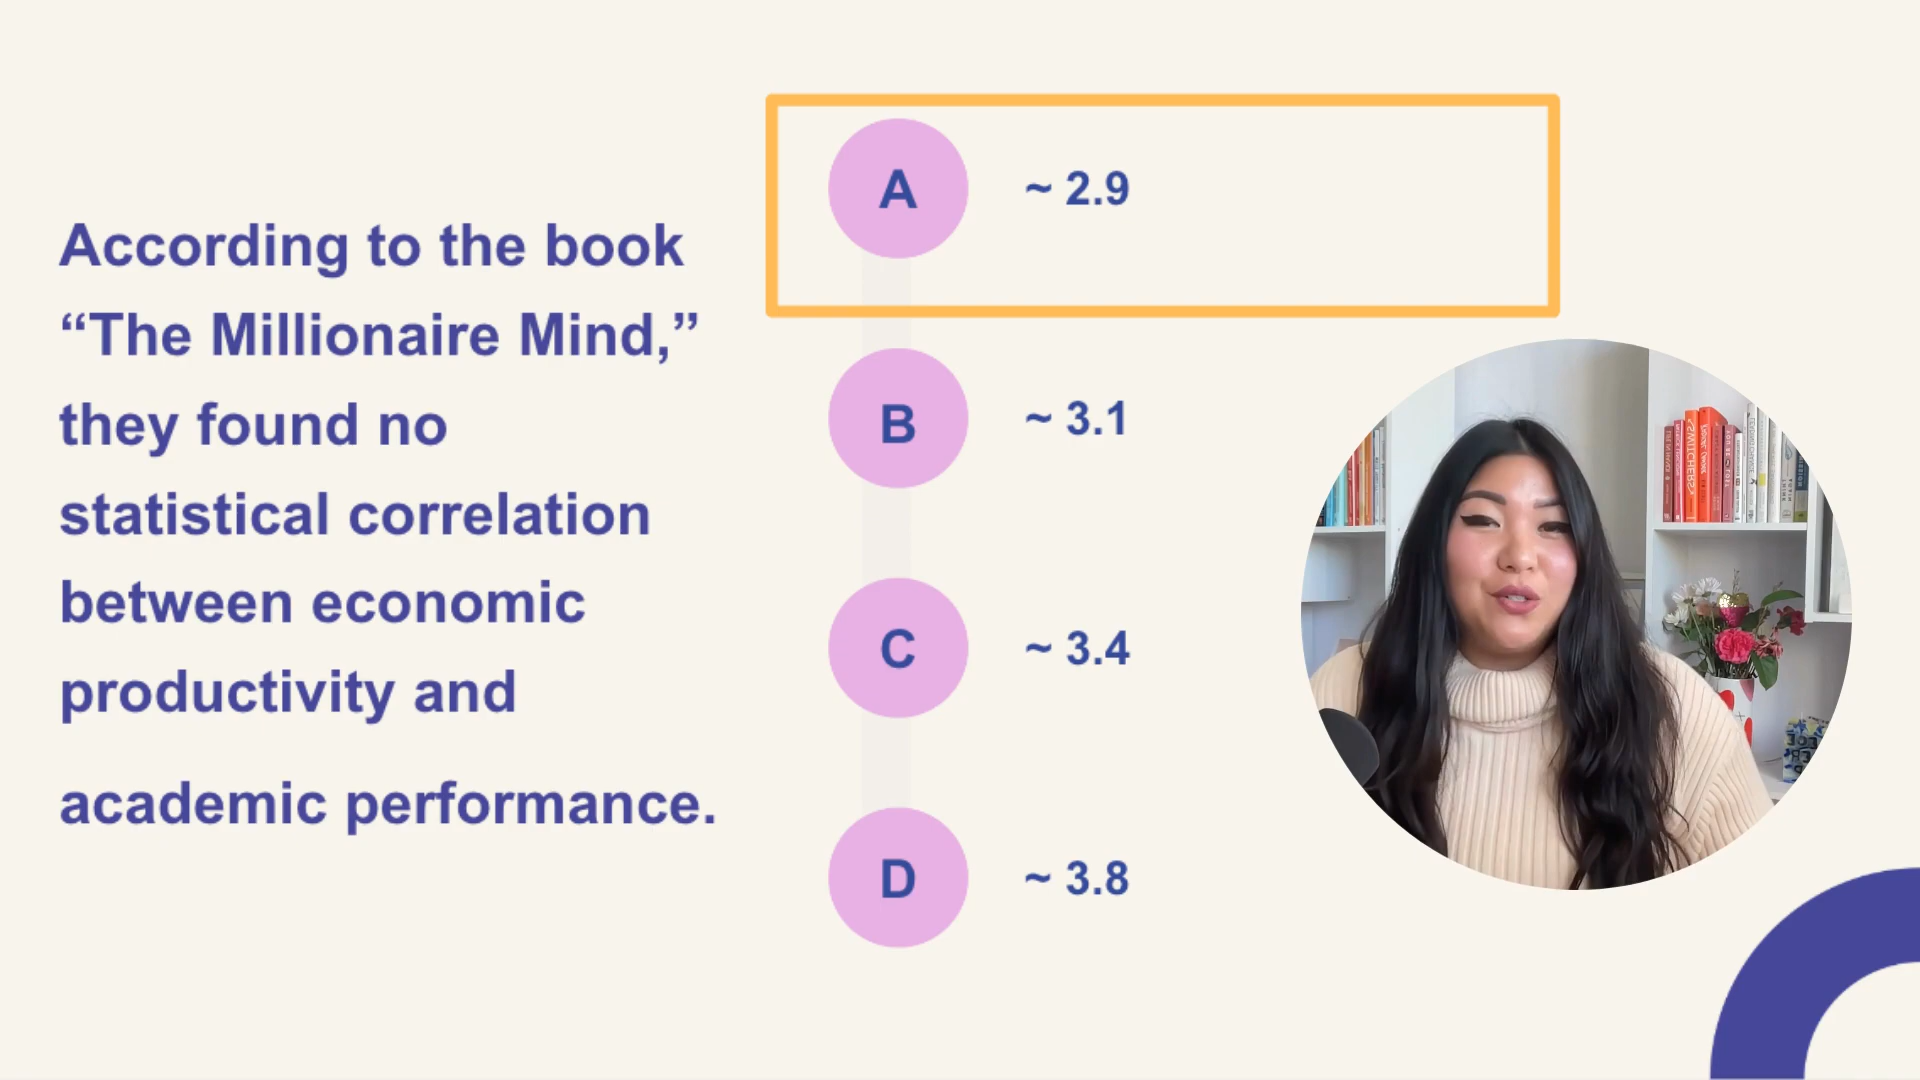 According to the book
“The Millionaire Mind,”
they found no
statistical correlation
between economic
productivity and
academic performance.
A ~ 2.9
B ~ 3.1
C ~ 3.4
D ~ 3.8